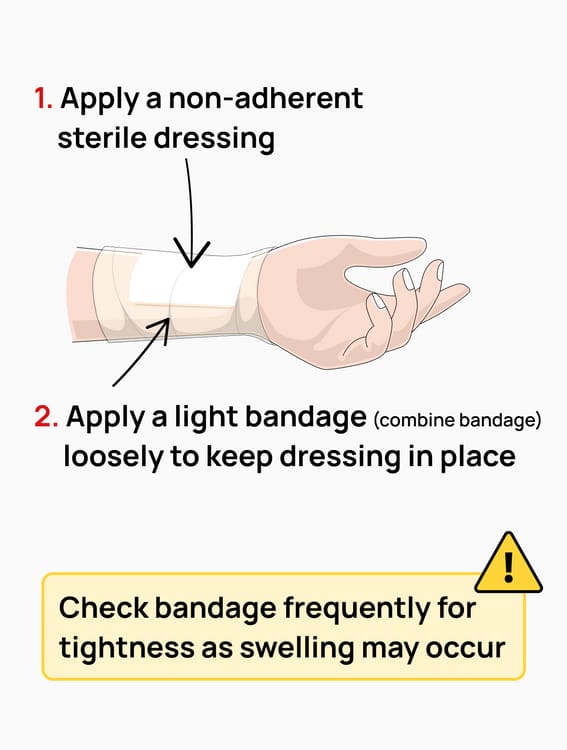 1. Apply a non-adherent
sterile dressing
2. Apply a light bandage (combine bandage)
loosely to keep dressing in place
!
Check bandage frequently for
tightness as swelling may occur